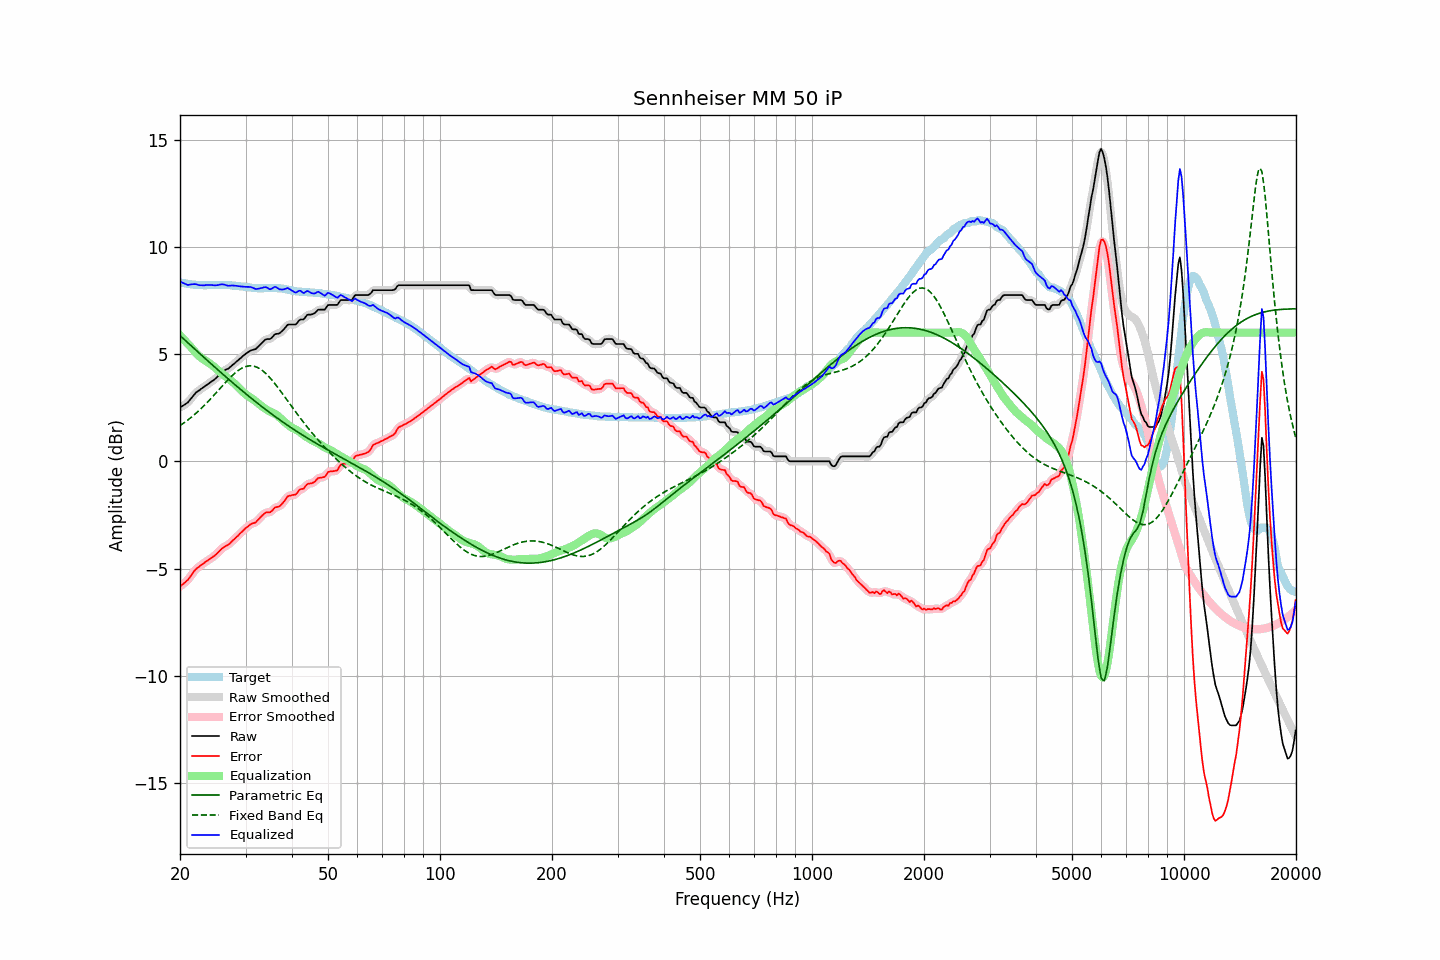 Sennheiser MM 50 iP
15
10
5
0
−5
−10
−15
Amplitude (dBr)
Target
Raw Smoothed
Error Smoothed
Raw
Error
Equalization
Parametric Eq
Fixed Band Eq
Equalized
20 50 100 200 500 1000 2000 5000 10000 20000
Frequency (Hz)